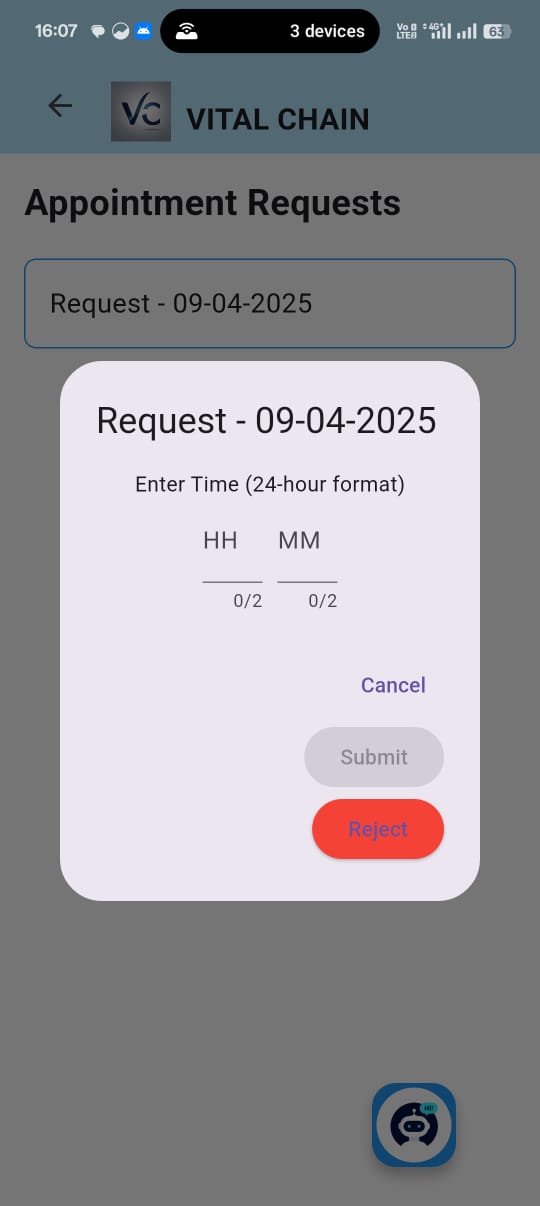 16:07 3 devices Vo LTE 4G+ 63
VC VITAL CHAIN
Appointment Requests
Request - 09-04-2025
Request - 09-04-2025
Enter Time (24-hour format)
HH MM
0/2 0/2
Cancel
Submit
Reject
HI!